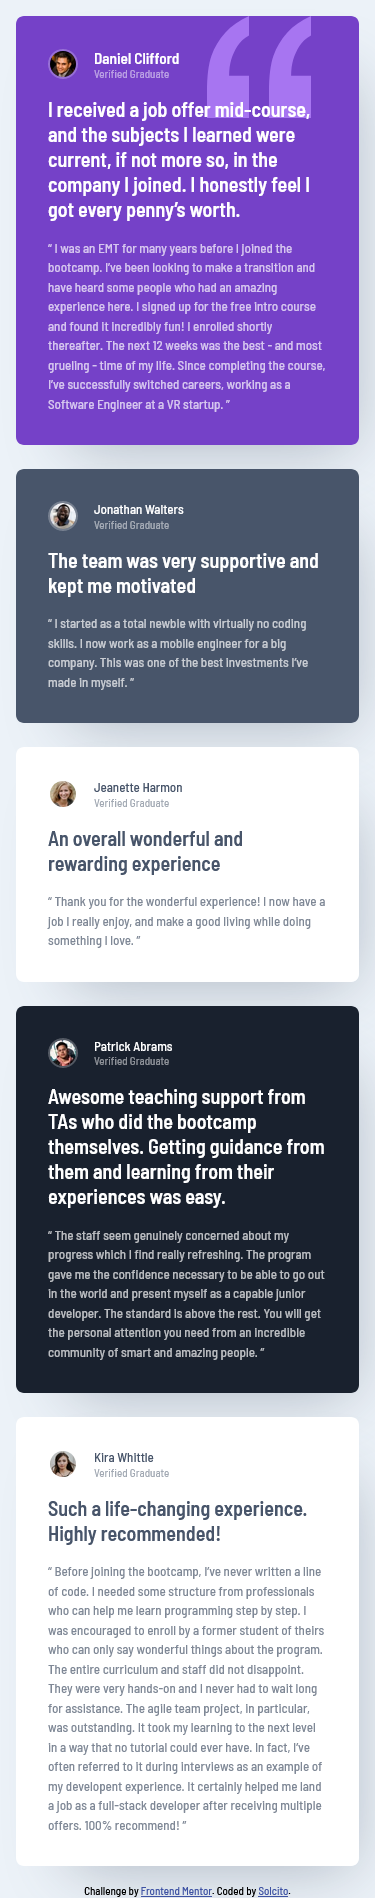 Daniel Clifford
Verified Graduate
I received a job offer mid-course,
and the subjects I learned were
current, if not more so, in the
company I joined. I honestly feel I
got every penny’s worth.
“ I was an EMT for many years before I joined the
bootcamp. I’ve been looking to make a transition and
have heard some people who had an amazing
experience here. I signed up for the free intro course
and found it incredibly fun! I enrolled shortly
thereafter. The next 12 weeks was the best - and most
grueling - time of my life. Since completing the course,
I’ve successfully switched careers, working as a
Software Engineer at a VR startup. ”
Jonathan Walters
Verified Graduate
The team was very supportive and
kept me motivated
“ I started as a total newbie with virtually no coding
skills. I now work as a mobile engineer for a big
company. This was one of the best investments I’ve
made in myself. ”
Jeanette Harmon
Verified Graduate
An overall wonderful and
rewarding experience
“ Thank you for the wonderful experience! I now have a
job I really enjoy, and make a good living while doing
something I love. ”
Patrick Abrams
Verified Graduate
Awesome teaching support from
TAs who did the bootcamp
themselves. Getting guidance from
them and learning from their
experiences was easy.
“ The staff seem genuinely concerned about my
progress which I find really refreshing. The program
gave me the confidence necessary to be able to go out
in the world and present myself as a capable junior
developer. The standard is above the rest. You will get
the personal attention you need from an incredible
community of smart and amazing people. ”
Kira Whittle
Verified Graduate
Such a life-changing experience.
Highly recommended!
“ Before joining the bootcamp, I’ve never written a line
of code. I needed some structure from professionals
who can help me learn programming step by step. I
was encouraged to enroll by a former student of theirs
who can only say wonderful things about the program.
The entire curriculum and staff did not disappoint.
They were very hands-on and I never had to wait long
for assistance. The agile team project, in particular,
was outstanding. It took my learning to the next level
in a way that no tutorial could ever have. In fact, I’ve
often referred to it during interviews as an example of
my developent experience. It certainly helped me land
a job as a full-stack developer after receiving multiple
offers. 100% recommend! ”
Challenge by Frontend Mentor. Coded by Solcito.